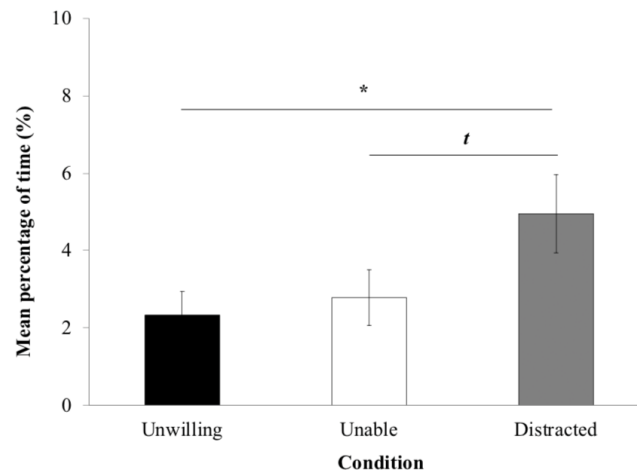 10
8
6
4
2
0
Mean percentage of time (%)
*
t
Unwilling
Unable
Distracted
Condition